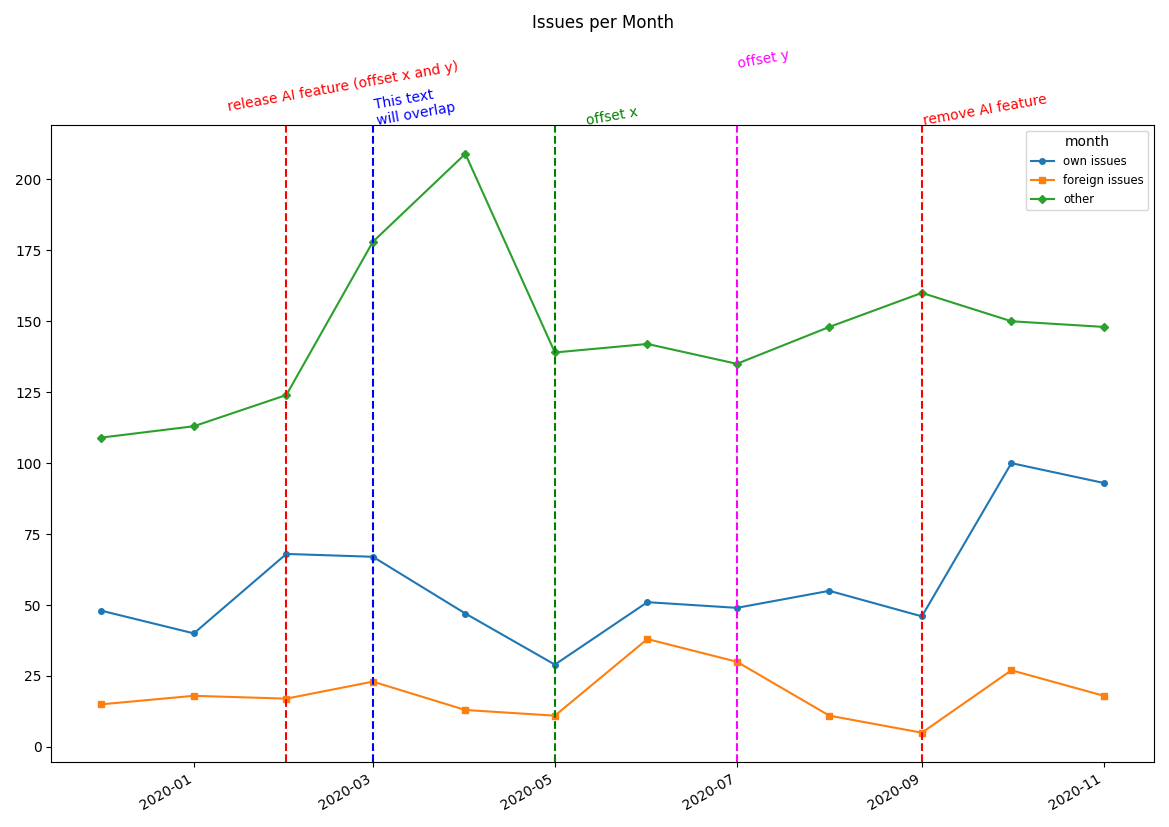 Issues per Month
offset y
release AI feature (offset x and y)
This text
will overlap
offset x
remove AI feature
month
own issues
foreign issues
other
200
175
150
125
100
75
50
25
0
2020-01
2020-03
2020-05
2020-07
2020-09
2020-11